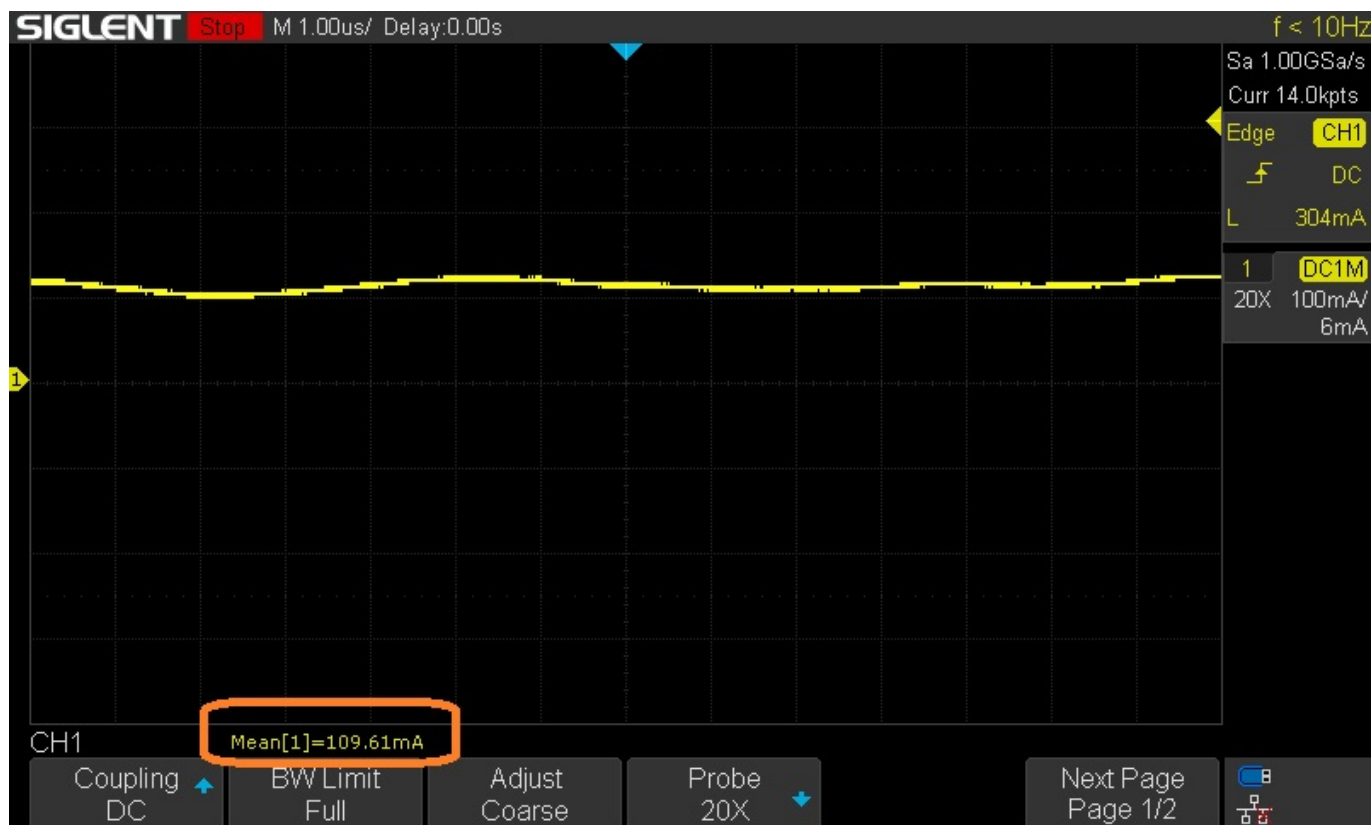 SIGLENT Stop M 1.00us/ Delay:0.00s f < 10Hz
Sa 1.00GSa/s
Curr 14.0kpts
Edge CH1
DC
L 304mA
1 DC1M
20X 100mA/
6mA
1
CH1 Mean[1]=109.61mA
Coupling BW Limit Adjust Probe Next Page
DC Full Coarse 20X Page 1/2